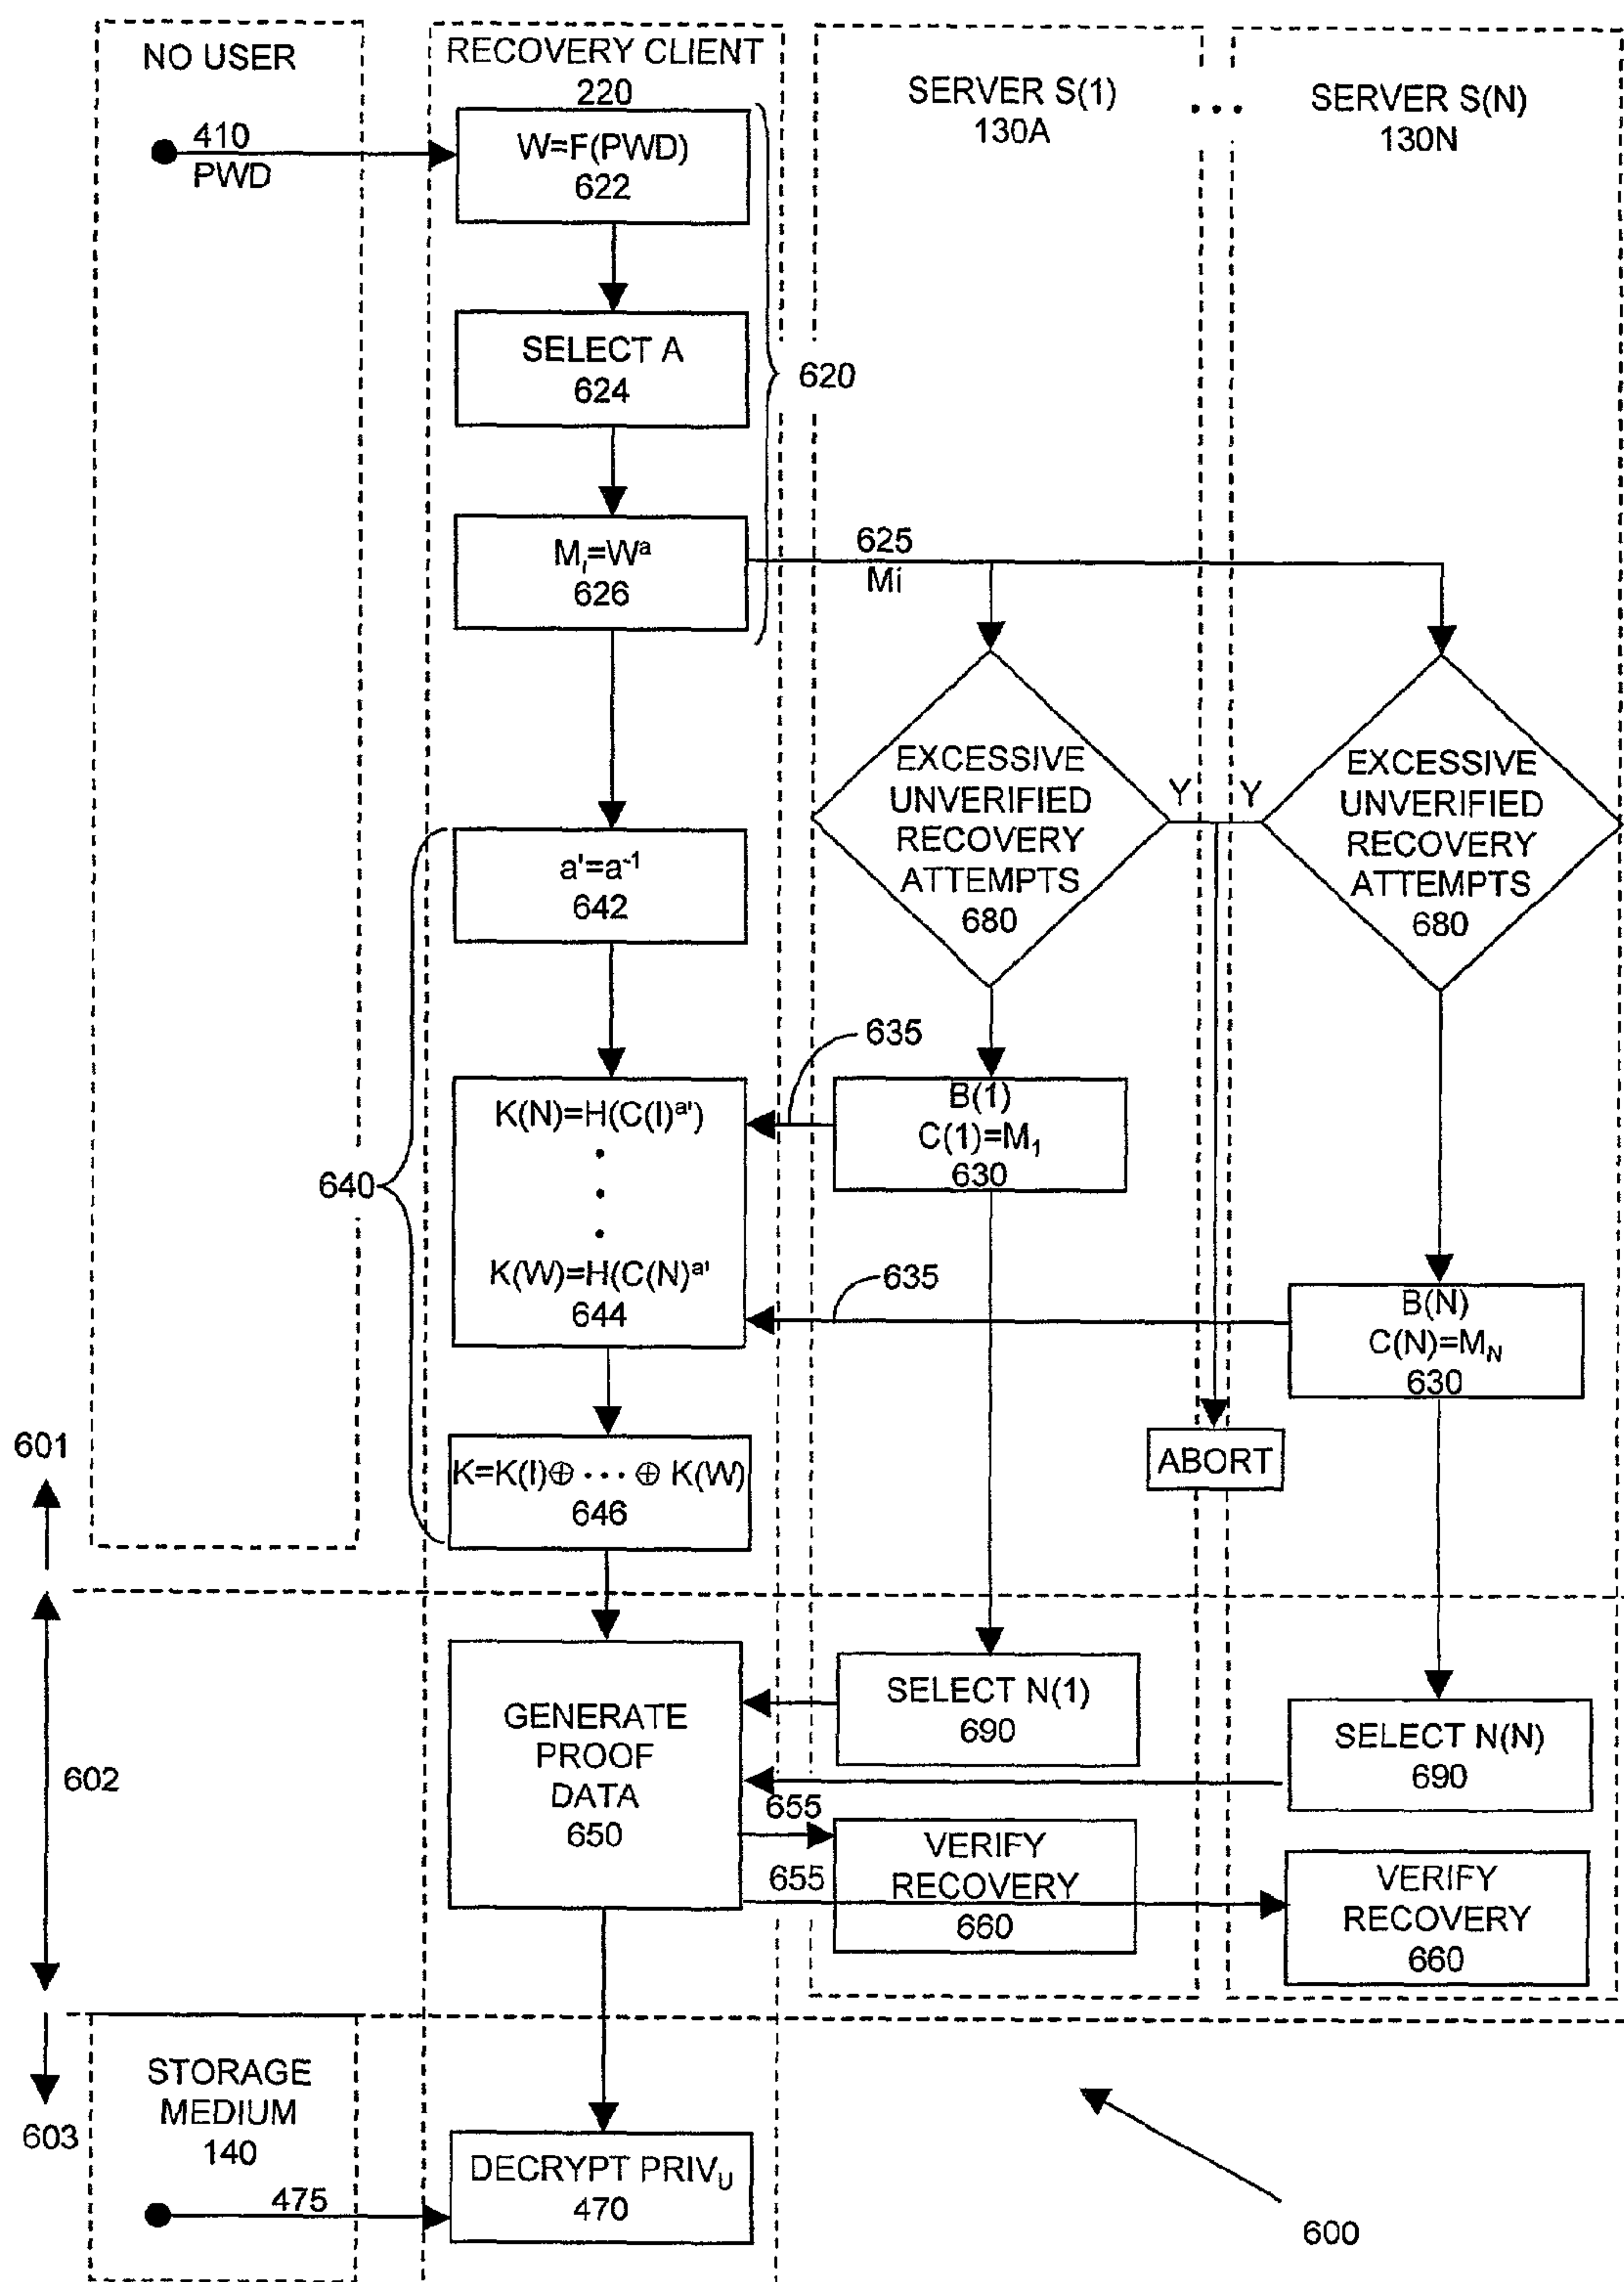 NO USER
410
PWD
RECOVERY CLIENT
220
W=F(PWD)
622
SELECT A
624
620
Mᵢ=Wᵃ
626
625
Mi
SERVER S(1)
130A
•••
SERVER S(N)
130N
EXCESSIVE
UNVERIFIED
RECOVERY
ATTEMPTS
680
Y
Y
EXCESSIVE
UNVERIFIED
RECOVERY
ATTEMPTS
680
a'=a⁻¹
642
635
K(N)=H(C(I)ᵃ')
•
•
•
K(W)=H(C(N)ᵃ'
644
640
B(1)
C(1)=M₁
630
635
B(N)
C(N)=M_N
630
601
K=K(I)⊕ ··· ⊕ K(W)
646
ABORT
602
GENERATE
PROOF
DATA
650
SELECT N(1)
690
SELECT N(N)
690
655
VERIFY
RECOVERY
660
655
VERIFY
RECOVERY
660
603
STORAGE
MEDIUM
140
475
DECRYPT PRIV_U
470
600